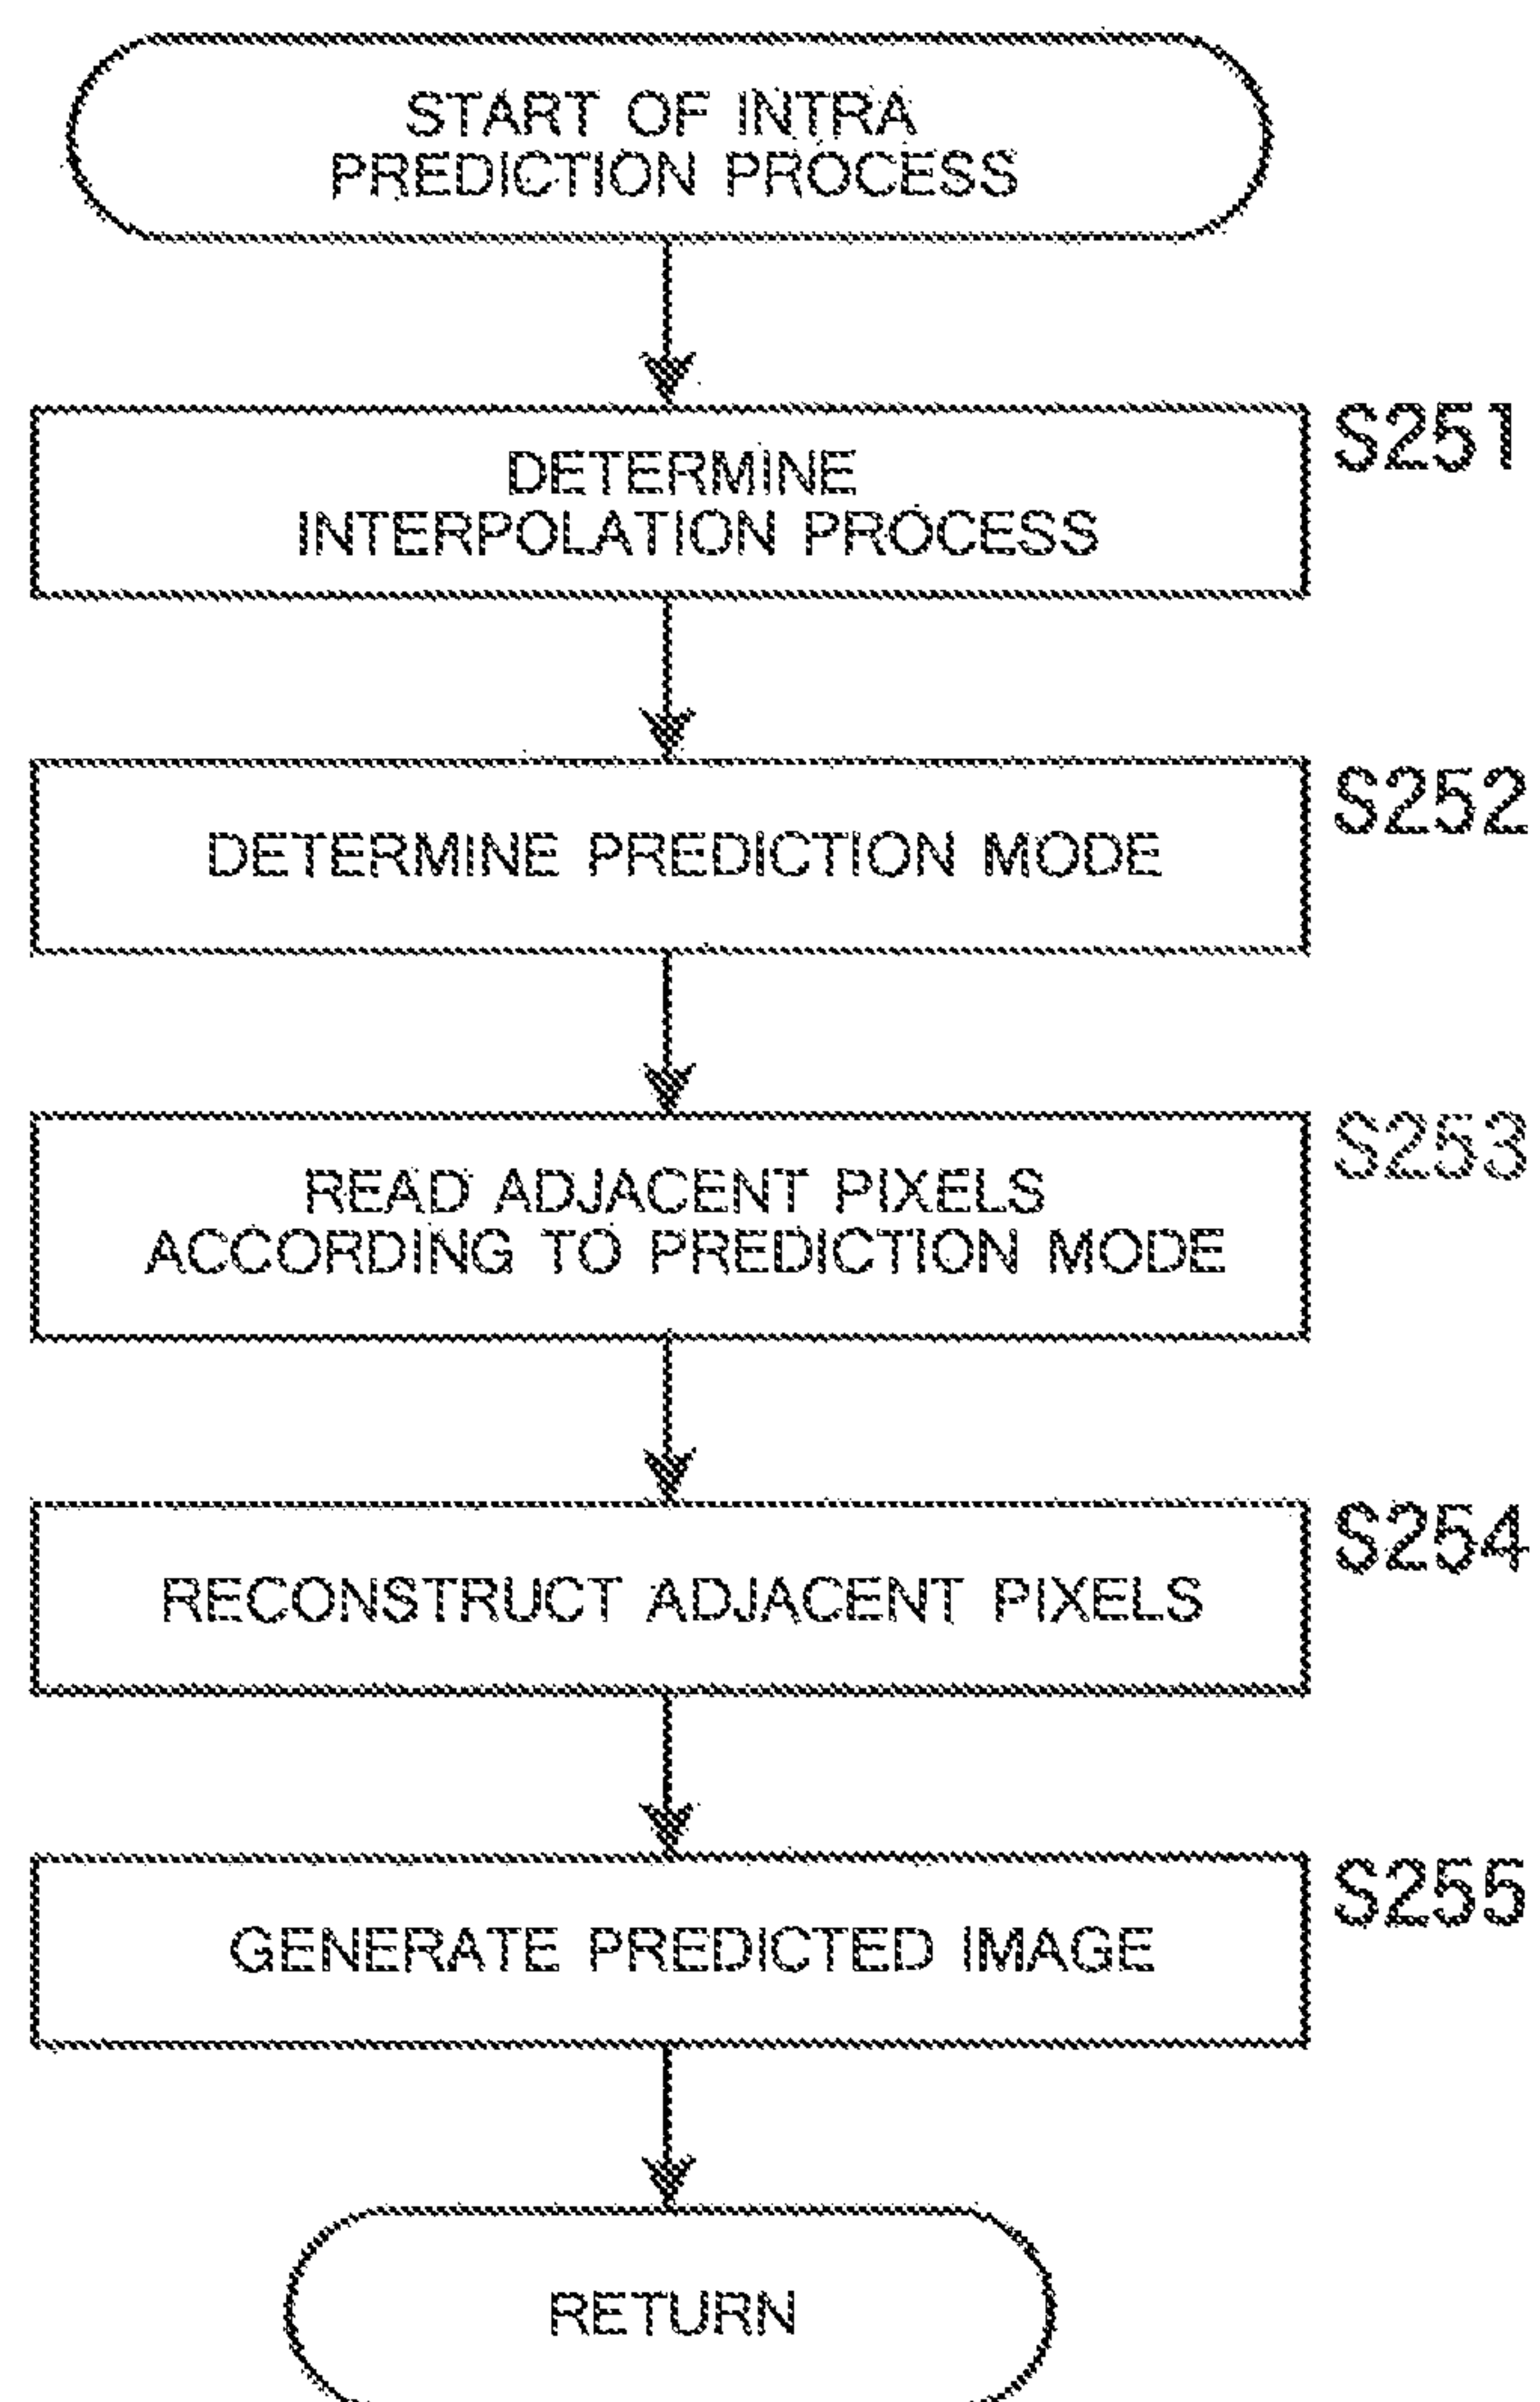 START OF INTRA
PREDICTION PROCESS
S251
DETERMINE
INTERPOLATION PROCESS
S252
DETERMINE PREDICTION MODE
S253
READ ADJACENT PIXELS
ACCORDING TO PREDICTION MODE
S254
RECONSTRUCT ADJACENT PIXELS
S255
GENERATE PREDICTED IMAGE
RETURN